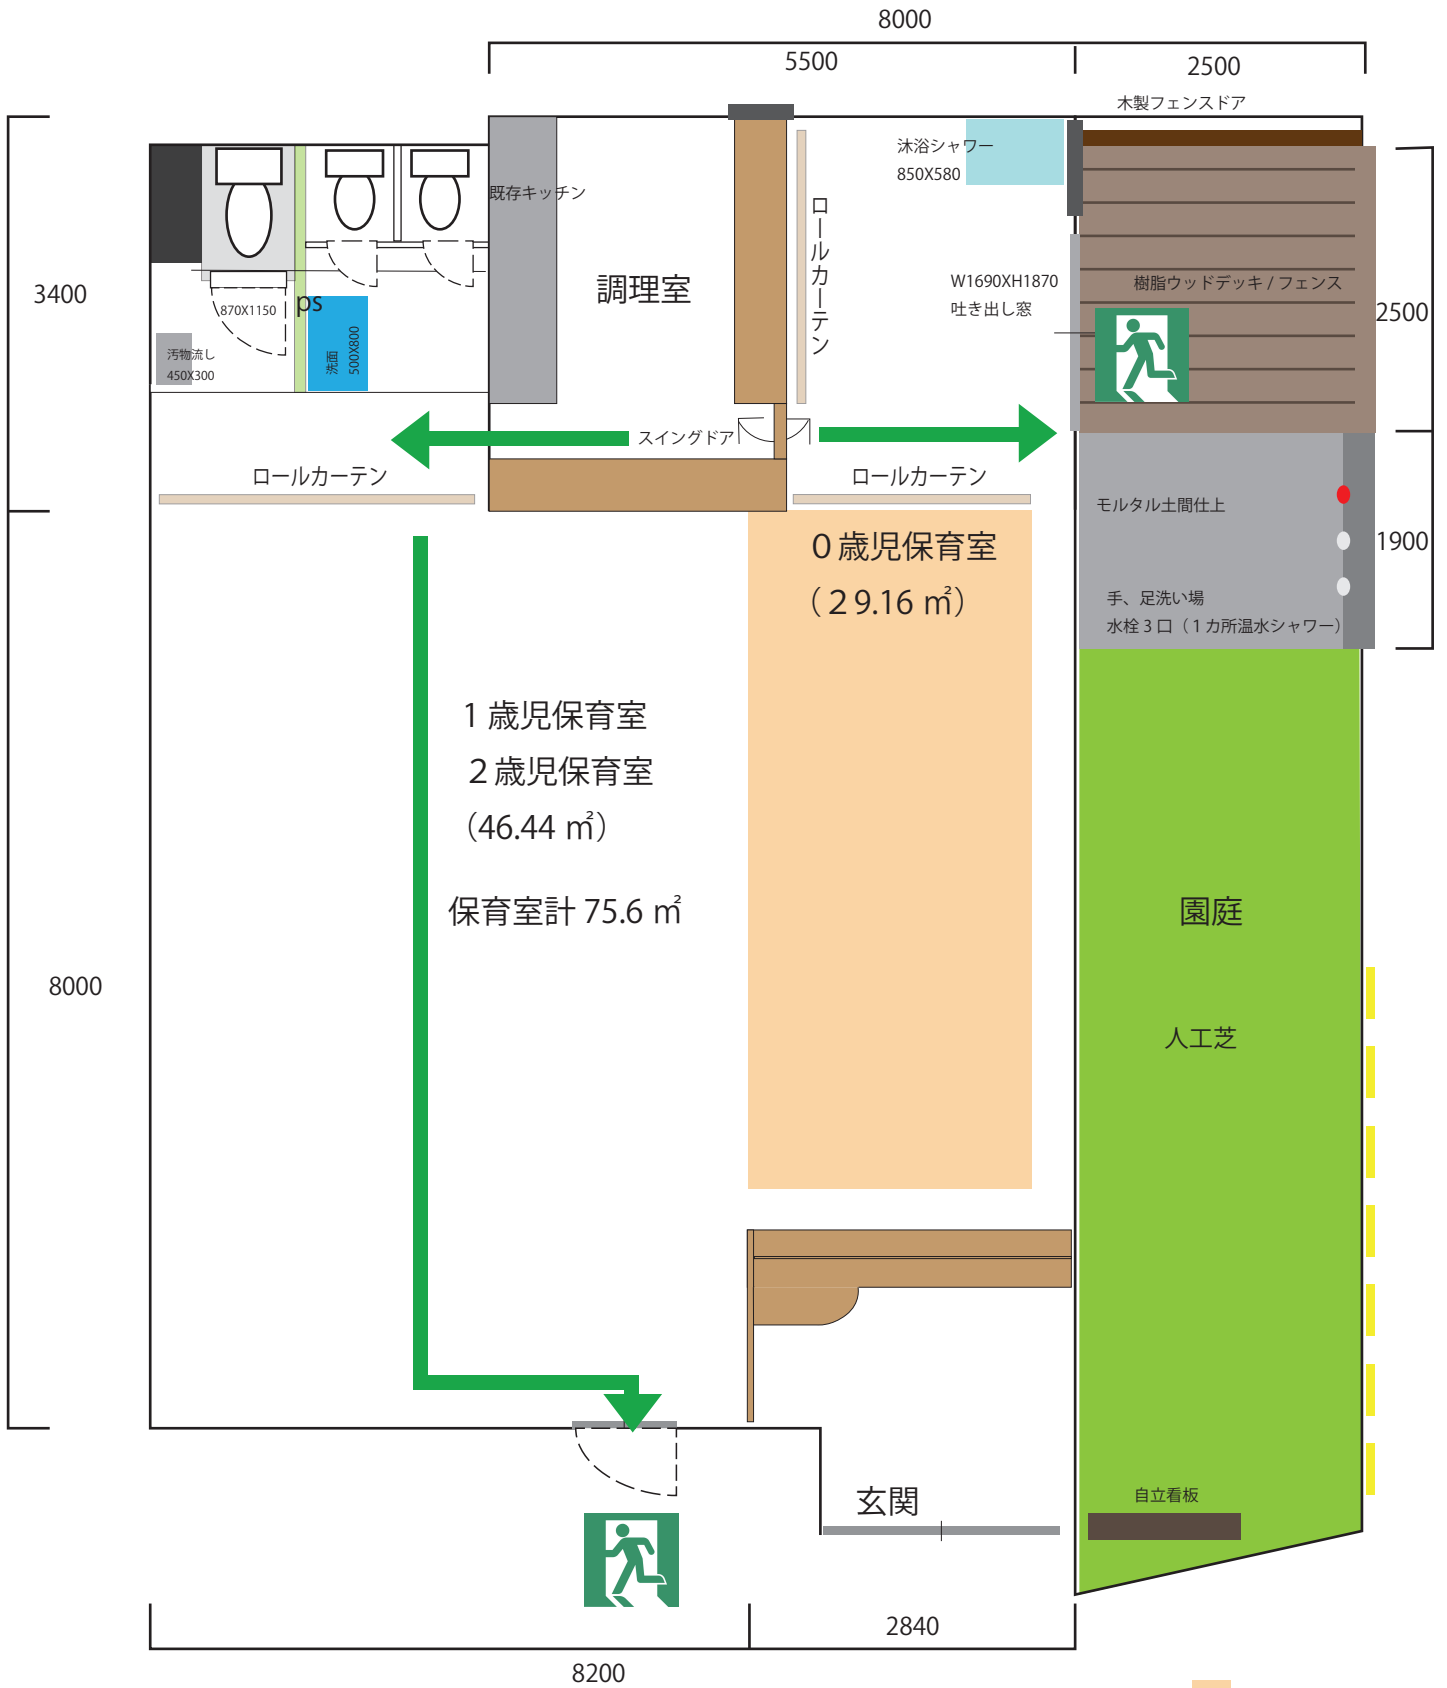 8000
5500
2500
木製フェンスドア
沐浴シャワー
850X580
既存キッチン
ロールカーテン
調理室
3400
W1690XH1870
吐き出し窓
樹脂ウッドデッキ / フェンス
2500
870X1150
ps
洗面
500X800
汚物流し
450X300
スイングドア
ロールカーテン
ロールカーテン
モルタル土間仕上
1900
0歳児保育室
（29.16 ㎡）
手、足洗い場
水栓 3 口（1 カ所温水シャワー）
1 歳児保育室
2 歳児保育室
（46.44 ㎡）
保育室計 75.6 ㎡
園庭
8000
人工芝
自立看板
玄関
2840
8200